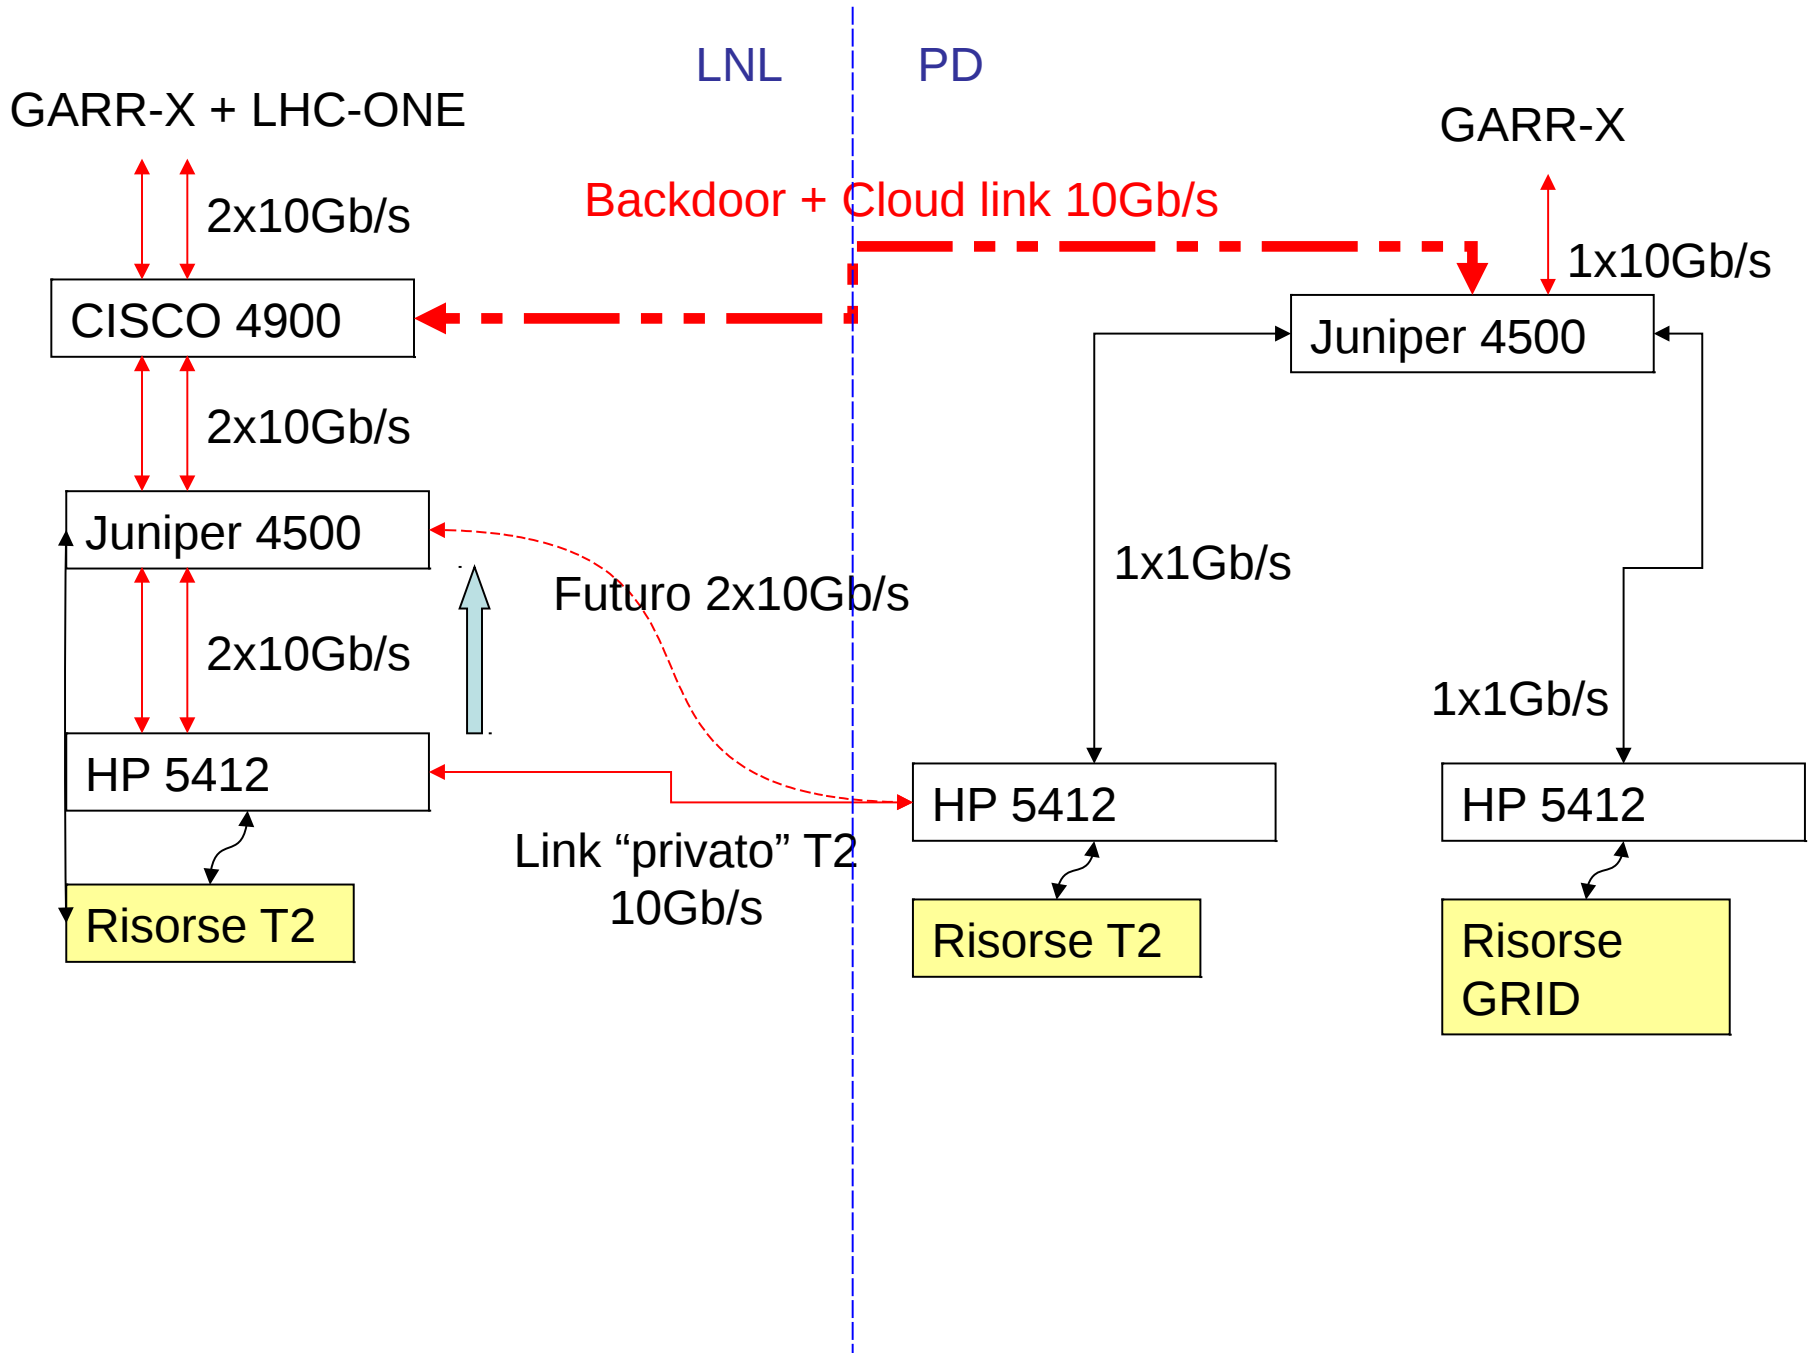 LNL
PD
GARR-X + LHC-ONE
GARR-X
Backdoor + Cloud link 10Gb/s
2x10Gb/s
1x10Gb/s
CISCO 4900
Juniper 4500
2x10Gb/s
Juniper 4500
1x1Gb/s
Futuro 2x10Gb/s
2x10Gb/s
1x1Gb/s
HP 5412
HP 5412
HP 5412
Link “privato” T2
10Gb/s
Risorse T2
Risorse T2
Risorse
GRID